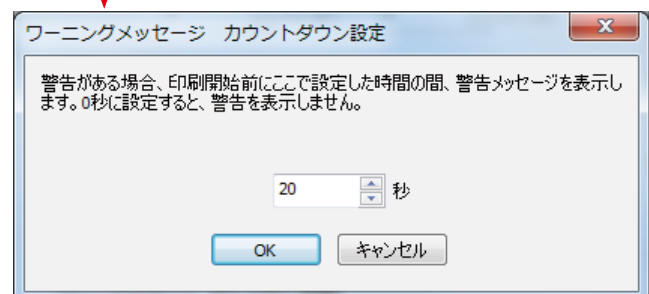 ワーニングメッセージ カウントダウン設定
警告がある場合、印刷開始前にここで設定した時間の間、警告メッセージを表示し
ます。0秒に設定すると、警告を表示しません。
20 秒
OK キャンセル